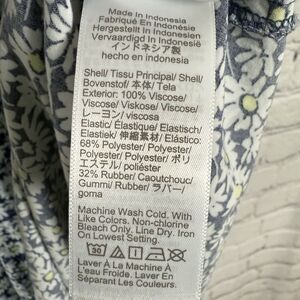 Made In Indonesia
Fabriqué En Indonésie
Hergestellt In Indonesien
Vervaardigd In Indonesië
インドネシア製
hecho en indonesia
Shell/ Tissu Principal/ Shell/
Bovenstof/ 本体/ Tela
Exterior: 100% Viscose/
Viscose/ Viskose/ Viscose/
レーヨン/ viscosa
Elastic/ Élastique/ Elastisch/
Elastiek/ 伸縮素材/ Elástico:
68% Polyester/ Polyester/
Polyester/ Polyester/ ポリ
エステル/ poliéster
32% Rubber/ Caoutchouc/
Gummi/ Rubber/ ラバー/
goma
Machine Wash Cold. With
Like Colors. Non-chlorine
Bleach Only. Line Dry. Iron
On Lowest Setting.
30
Laver À La Machine À
L'eau Froide. Laver Avec